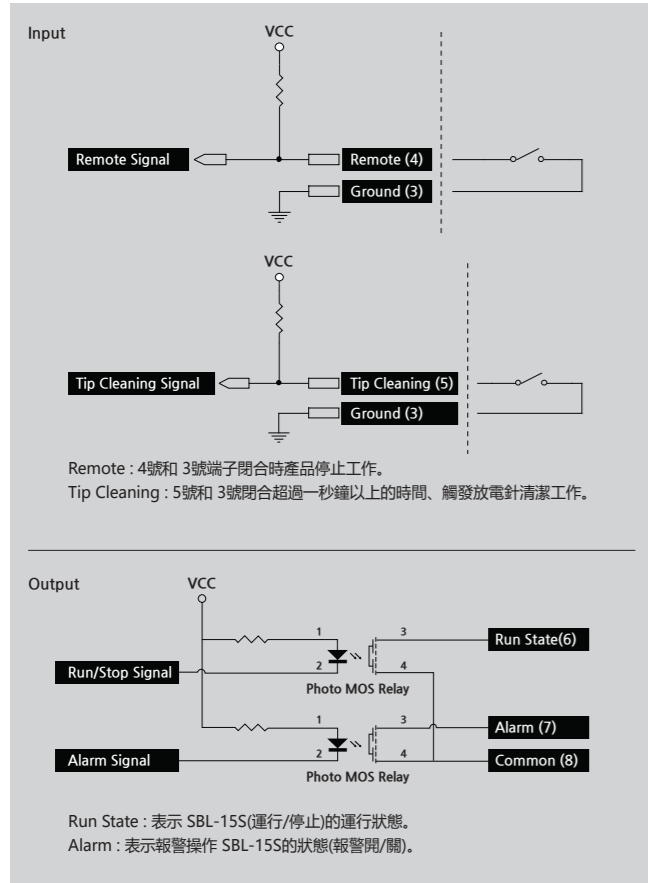 Input
VCC
Remote Signal
Remote (4)
Ground (3)
VCC
Tip Cleaning Signal
Tip Cleaning (5)
Ground (3)
Remote : 4號和 3號端子閉合時產品停止工作。
Tip Cleaning : 5號和 3號閉合超過一秒鐘以上的時間、觸發放電針清潔工作。
Output
VCC
1
3
Run State(6)
Run/Stop Signal
2
4
Photo MOS Relay
1
3
Alarm (7)
Alarm Signal
2
4
Common (8)
Photo MOS Relay
Run State : 表示 SBL-15S(運行/停止)的運行狀態。
Alarm : 表示報警操作 SBL-15S的狀態(報警開/關)。